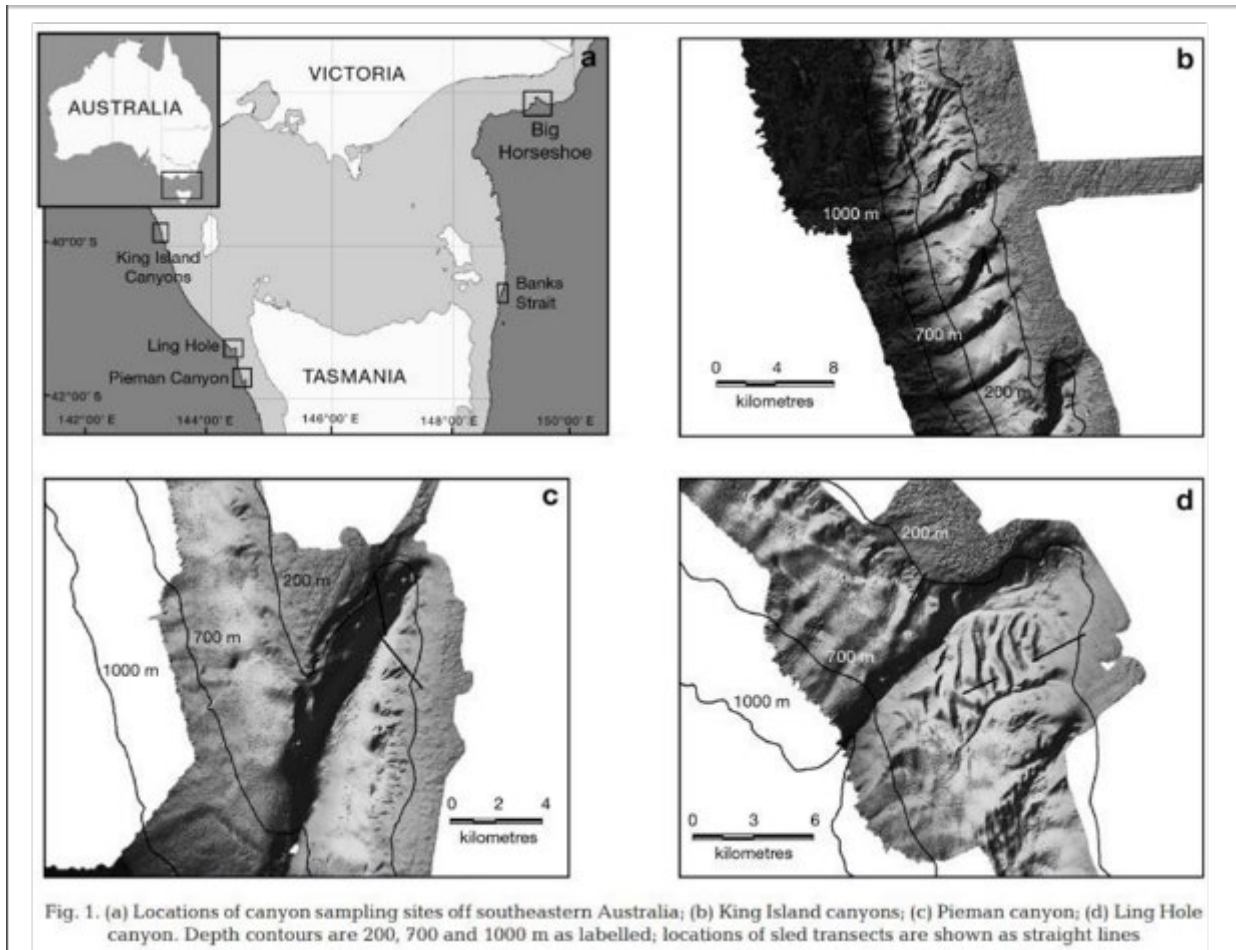 a
VICTORIA
AUSTRALIA
Big
Horseshoe
40°00' S
King Island
Canyons
Banks
Strait
Ling Hole
Pieman Canyon
TASMANIA
42°00' S
142°00' E
144°00' E
146°00' E
148°00' E
150°00' E
b
1000 m
700 m
200 m
0 4 8
kilometres
c
200 m
700 m
1000 m
0 2 4
kilometres
d
200 m
700 m
1000 m
0 3 6
kilometres
Fig. 1. (a) Locations of canyon sampling sites off southeastern Australia; (b) King Island canyons; (c) Pieman canyon; (d) Ling Hole
canyon. Depth contours are 200, 700 and 1000 m as labelled; locations of sled transects are shown as straight lines